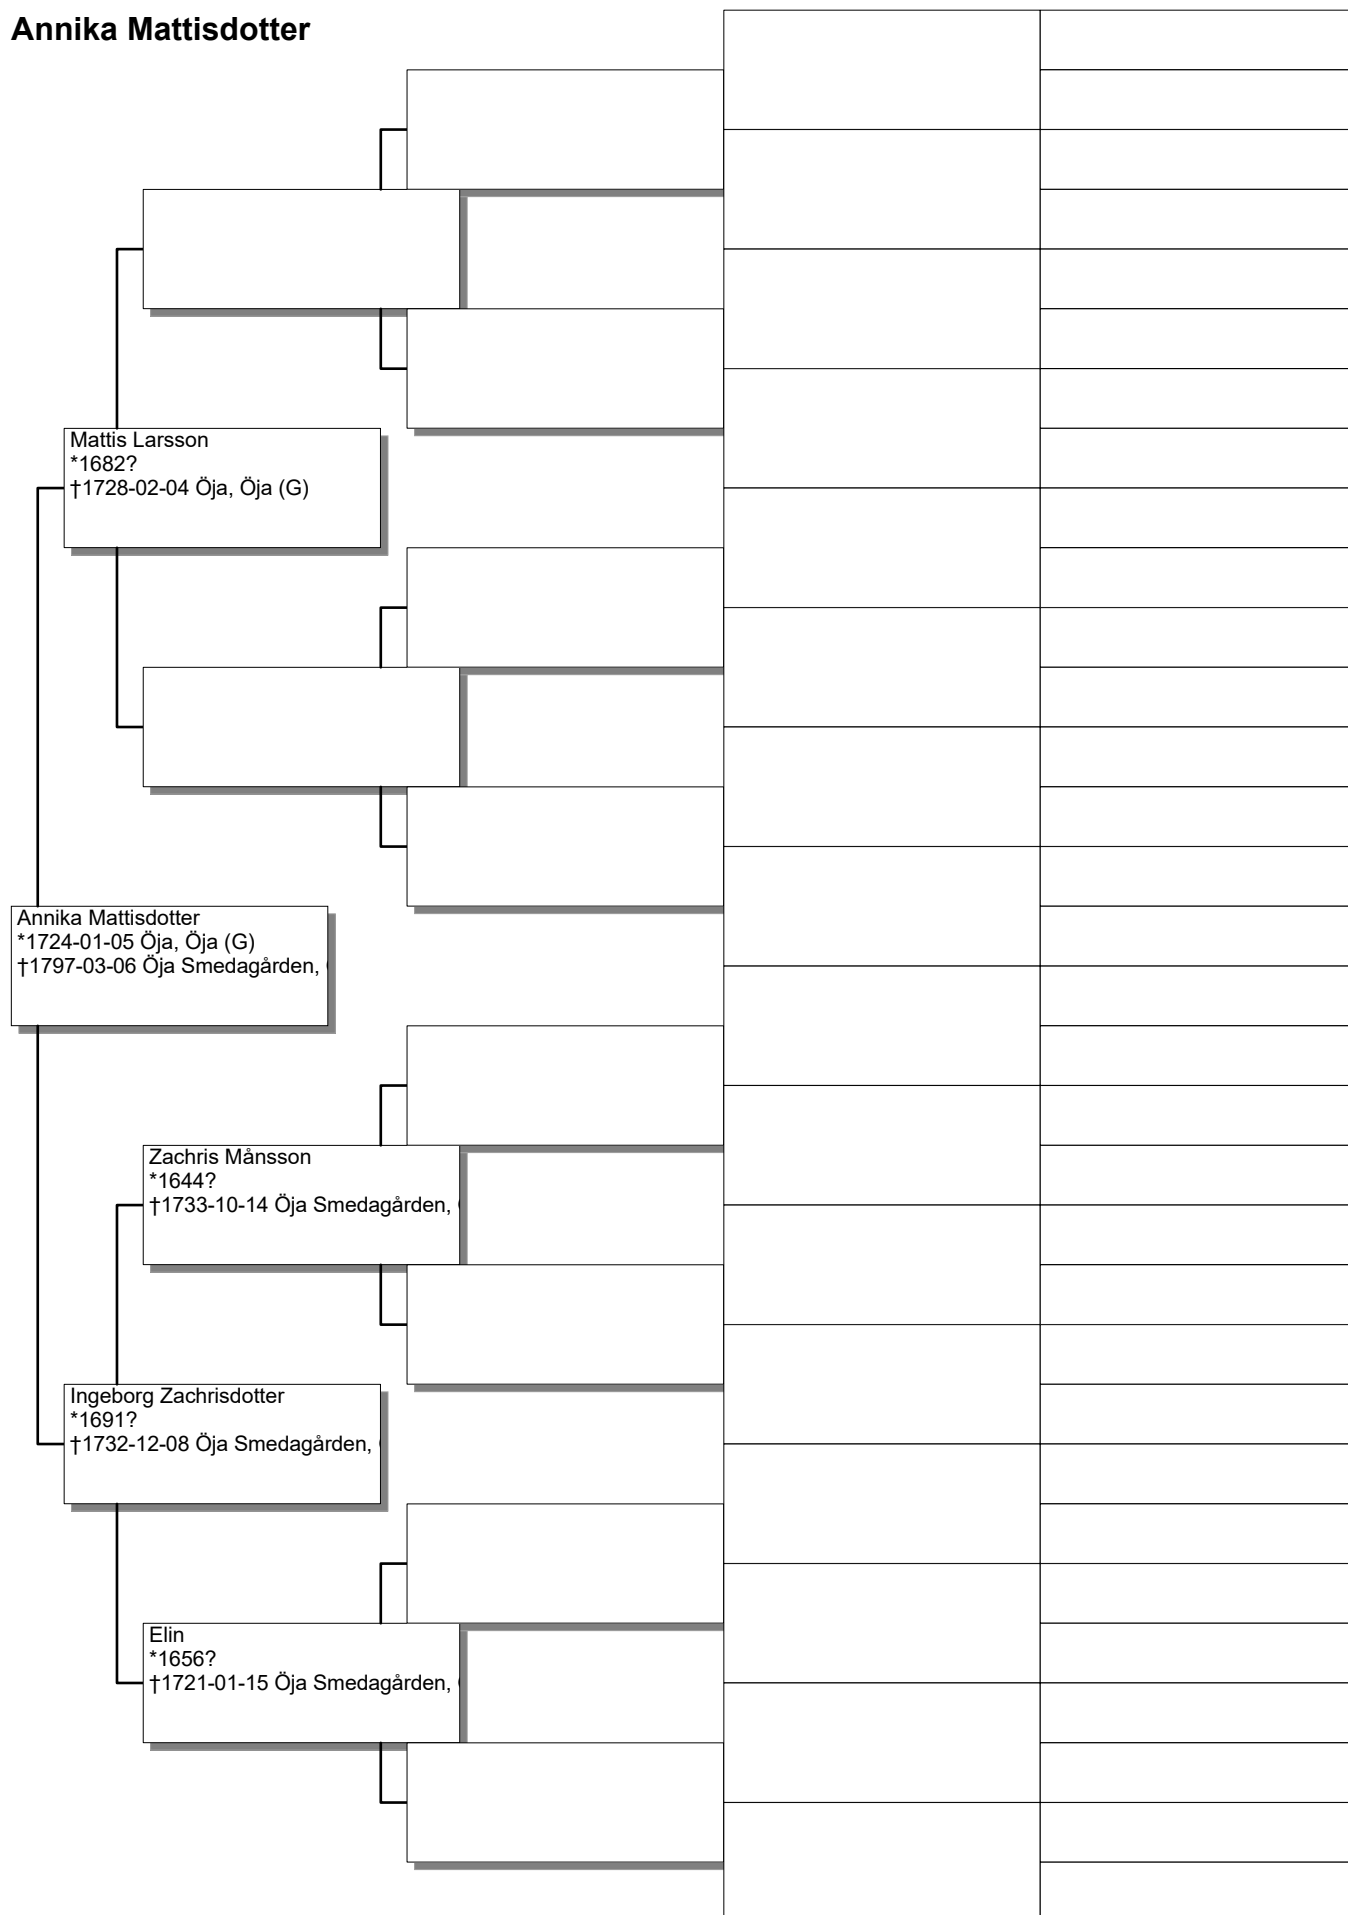 Annika Mattisdotter
Mattis Larsson
*1682?
†1728-02-04 Öja, Öja (G)
Annika Mattisdotter
*1724-01-05 Öja, Öja (G)
†1797-03-06 Öja Smedagården,
Zachris Månsson
*1644?
†1733-10-14 Öja Smedagården,
Ingeborg Zachrisdotter
*1691?
†1732-12-08 Öja Smedagården,
Elin
*1656?
†1721-01-15 Öja Smedagården,